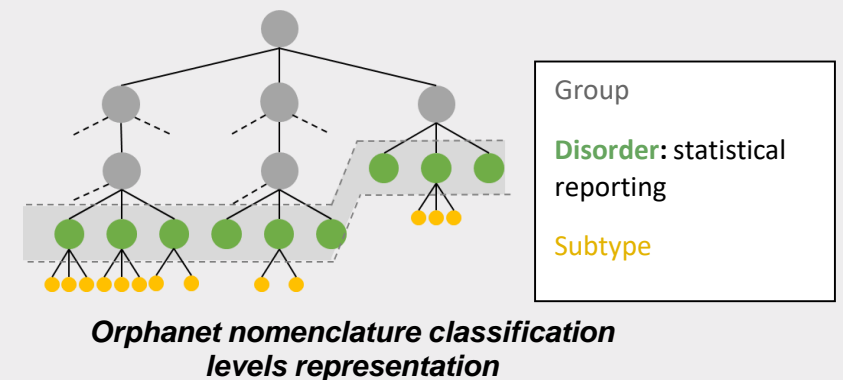 Group
Disorder: statistical
reporting
Subtype
Orphanet nomenclature classification
levels representation